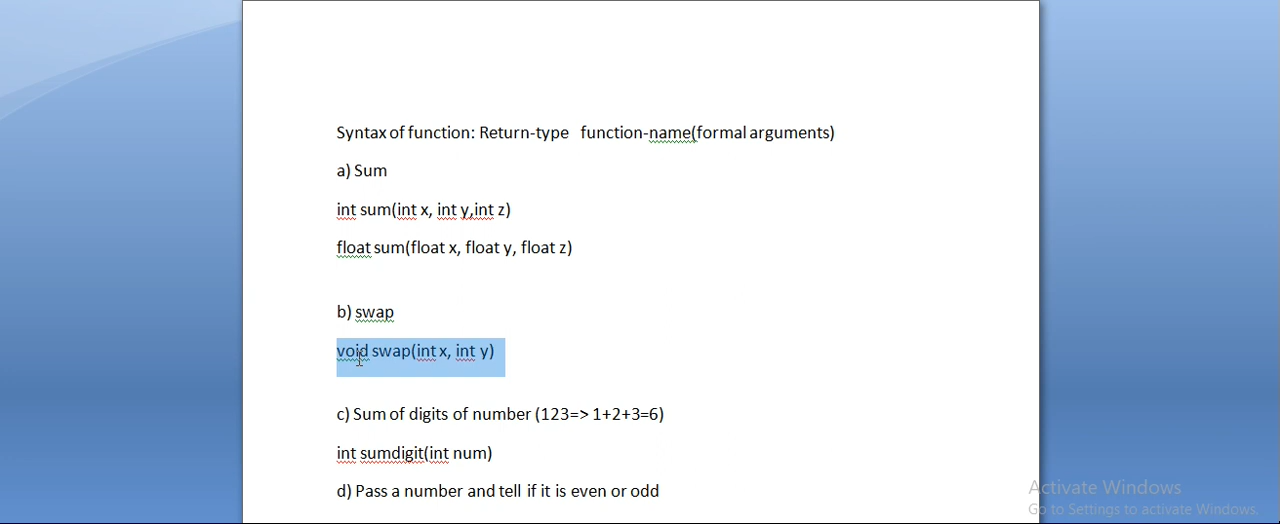 Syntax of function: Return-type function-name(formal arguments)
a) Sum
int sum(int x, int y,int z)
float sum(float x, float y, float z)
b) swap
void swap(int x, int y)
c) Sum of digits of number (123=> 1+2+3=6)
int sumdigit(int num)
d) Pass a number and tell if it is even or odd
Activate Windows
Go to Settings to activate Windows.